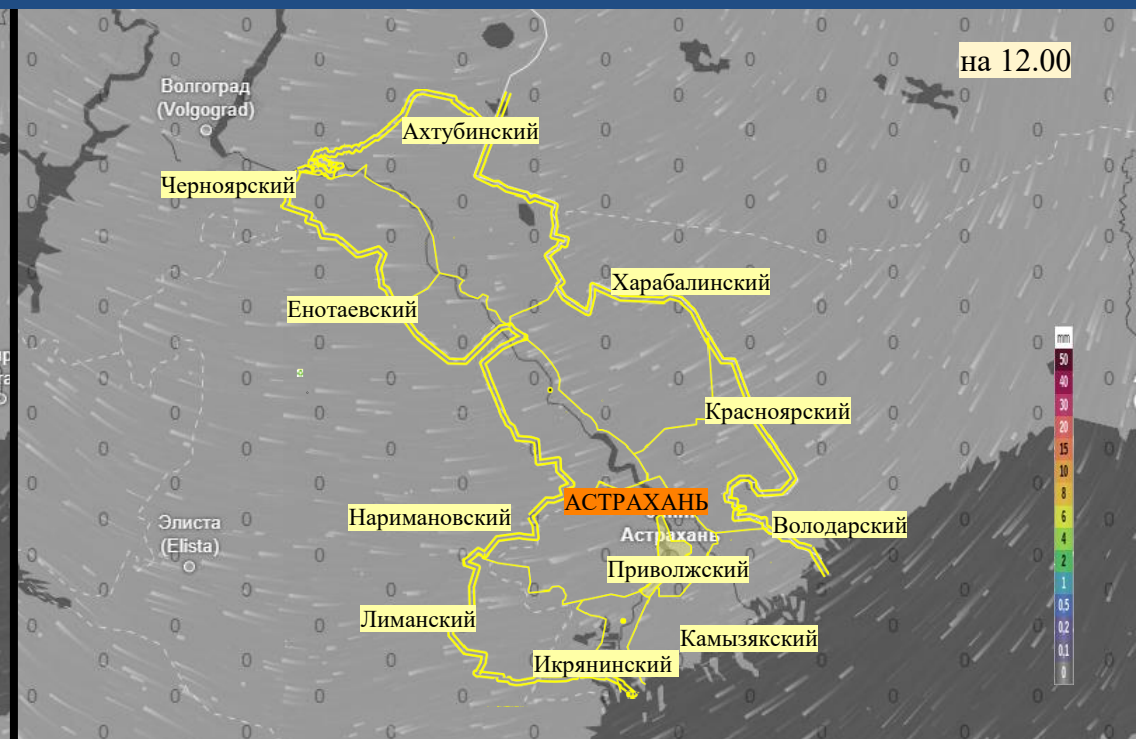 на 12.00
Волгоград
(Volgograd)
Ахтубинский
Черноярский
Харабалинский
Енотаевский
mm
50
40
30
20
15
10
8
6
4
2
1
0,5
0,2
0,1
0
Красноярский
АСТРАХАНЬ
Наримановский
Элиста
(Elista)
Володарский
Астрахань
Приволжский
Лиманский
Камызякский
Икрянинский